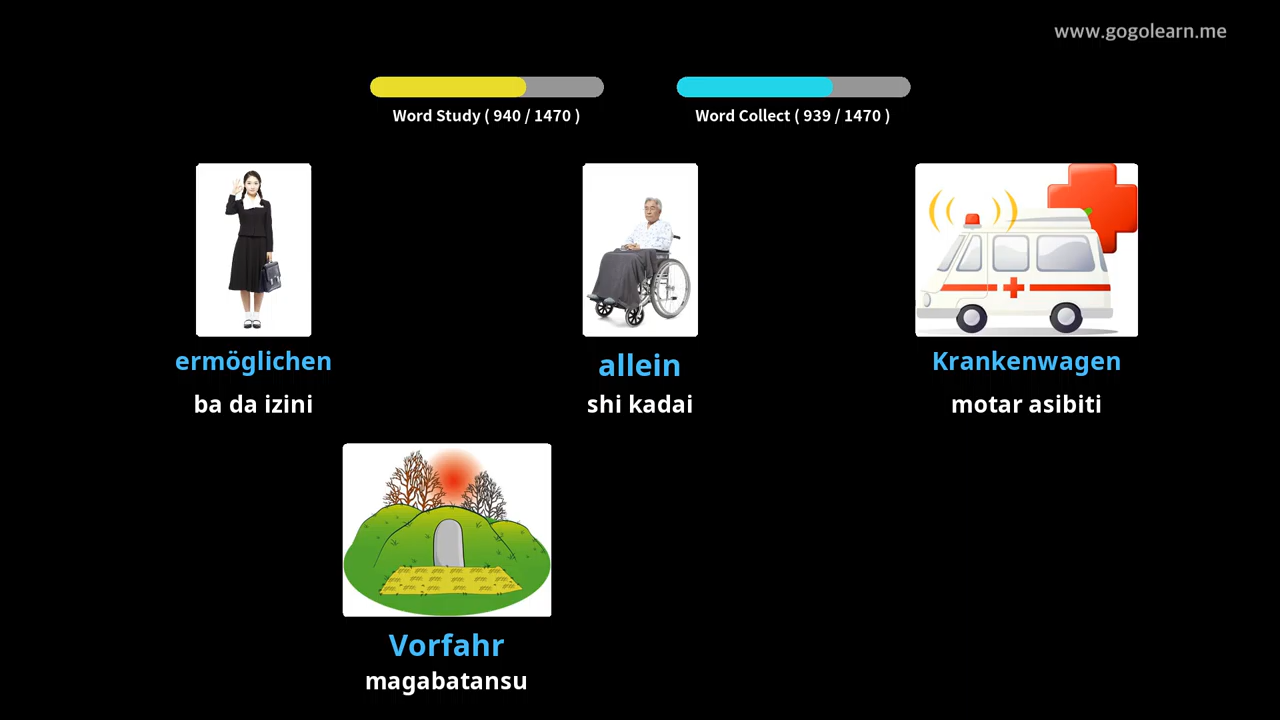 www.gogolearn.me
Word Study ( 940 / 1470 )
Word Collect ( 939 / 1470 )
ermöglichen
ba da izini
allein
shi kadai
Krankenwagen
motar asibiti
Vorfahr
magabatansu